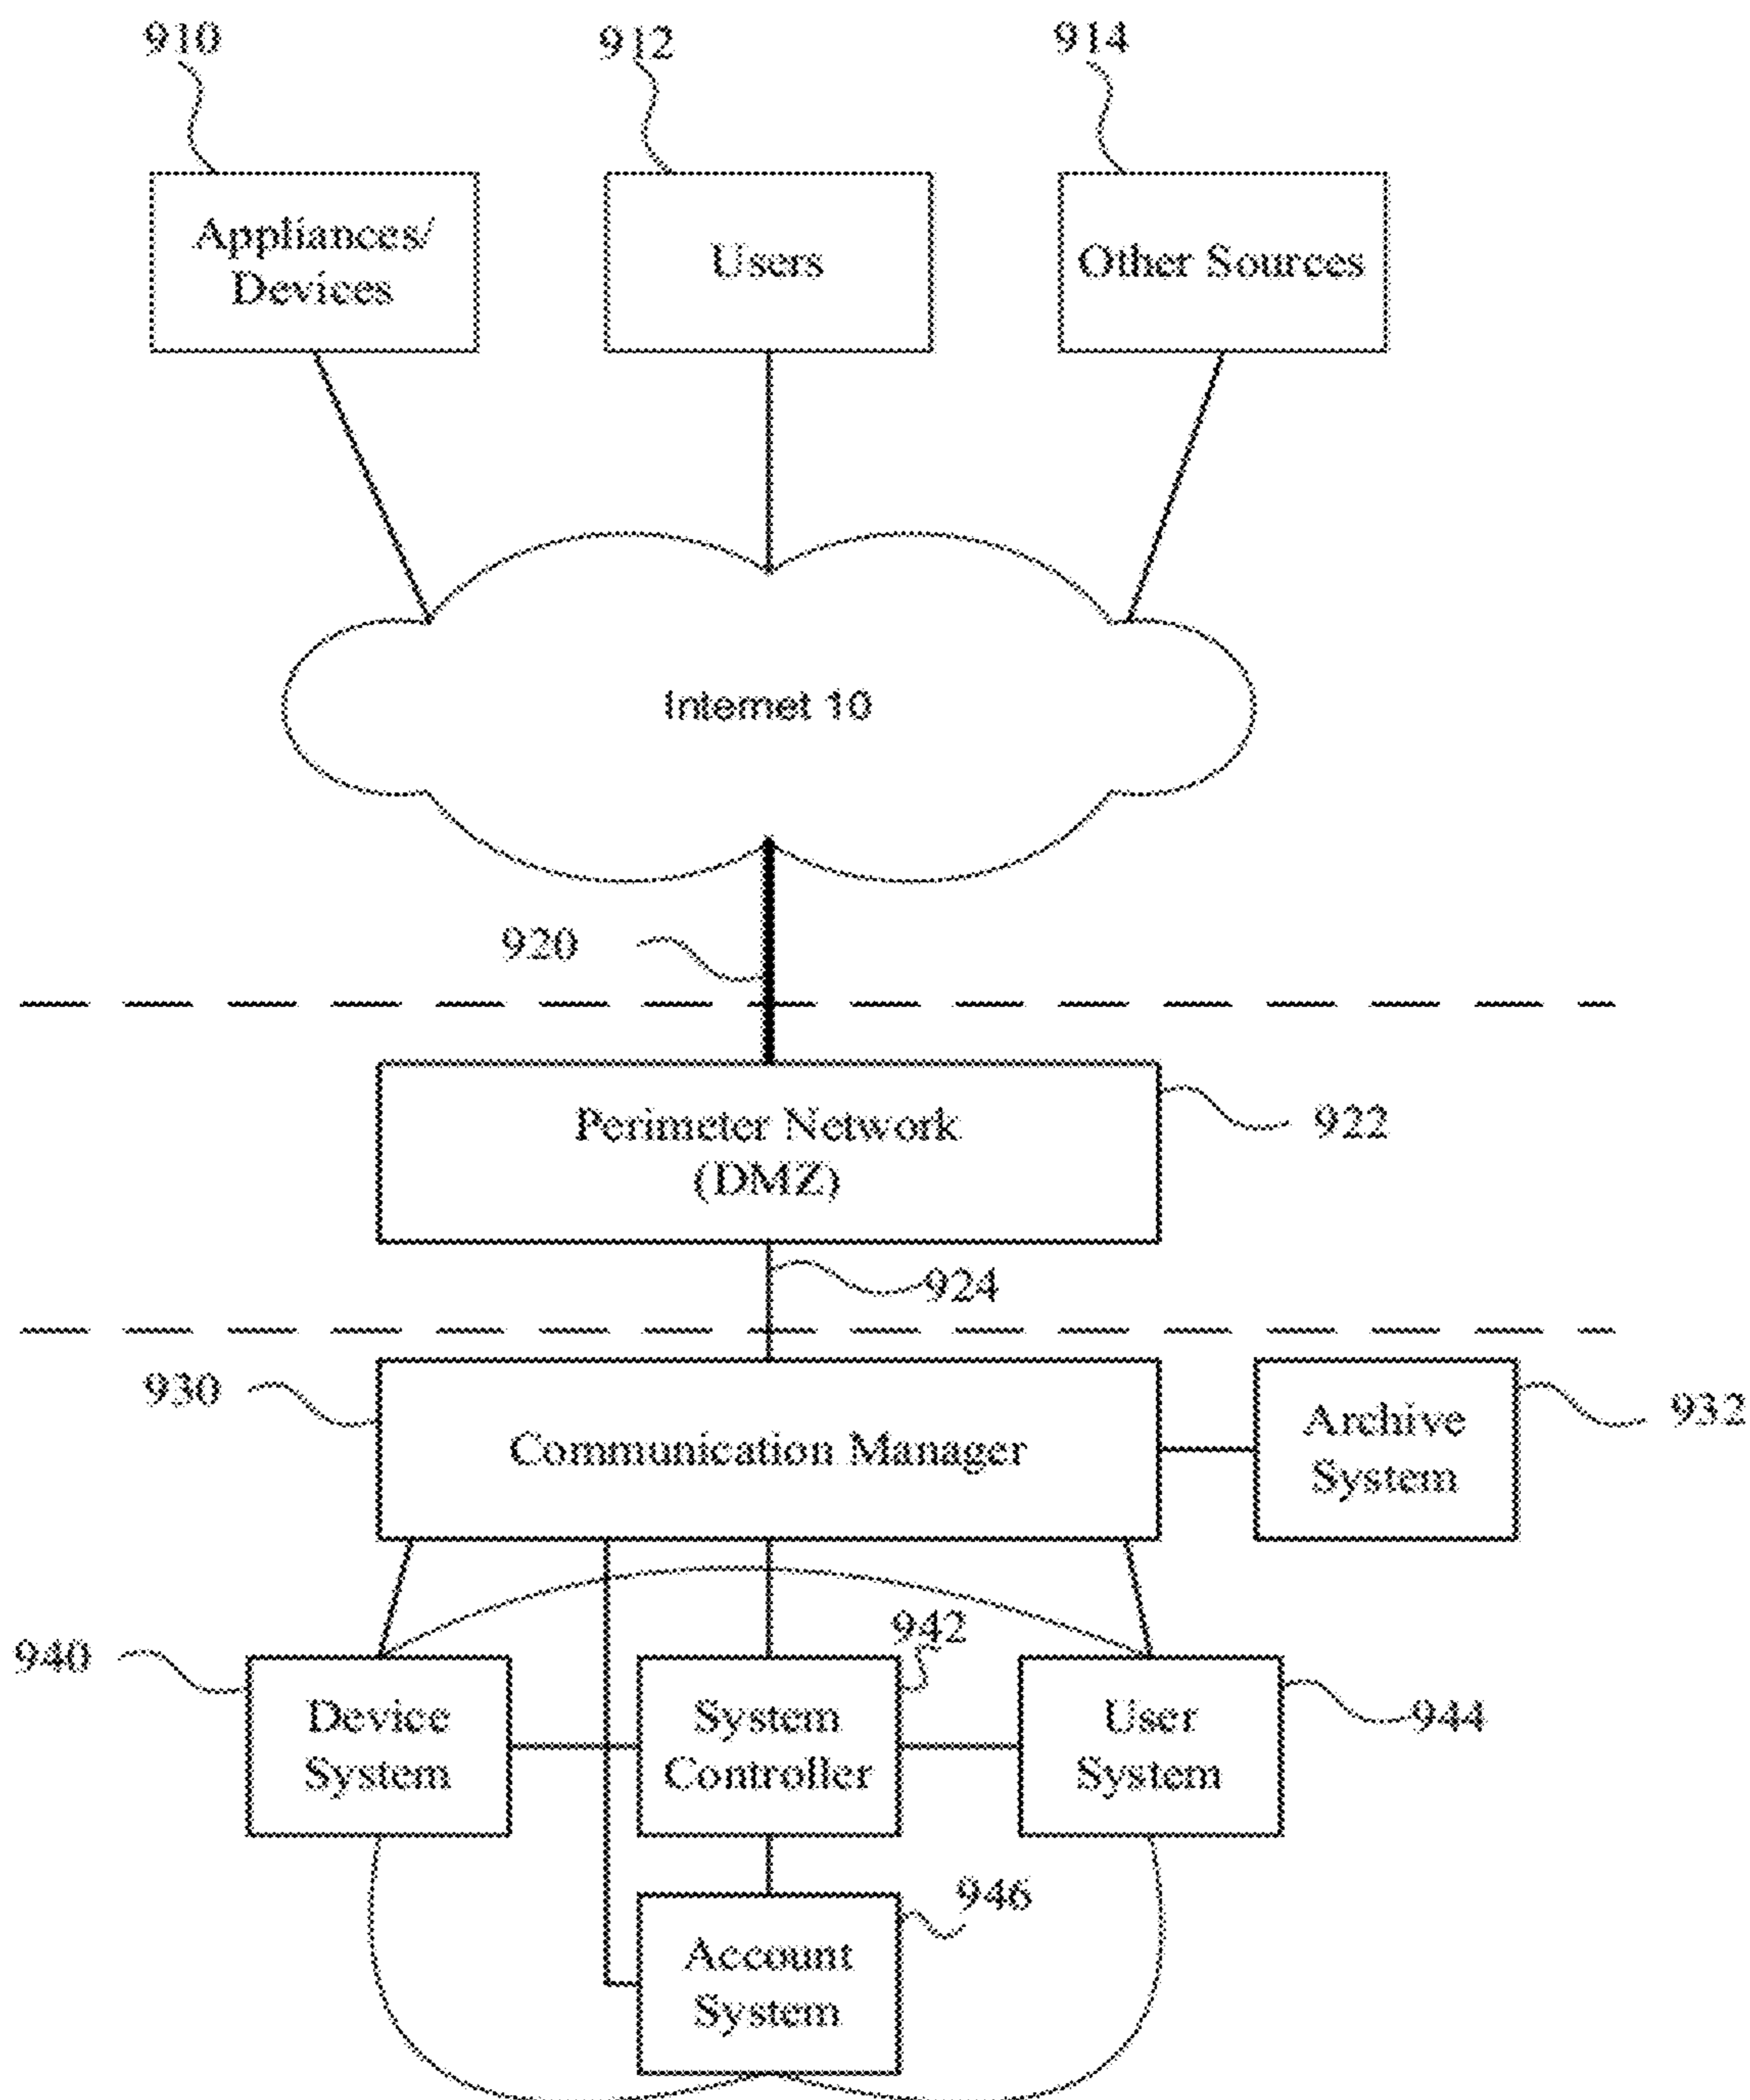 910
912
914
Appliances/
Devices
Users
Other Sources
Internet 10
920
Perimeter Network
(DMZ)
922
924
930
Communication Manager
Archive
System
932
940
942
Device
System
System
Controller
User
System
944
946
Account
System